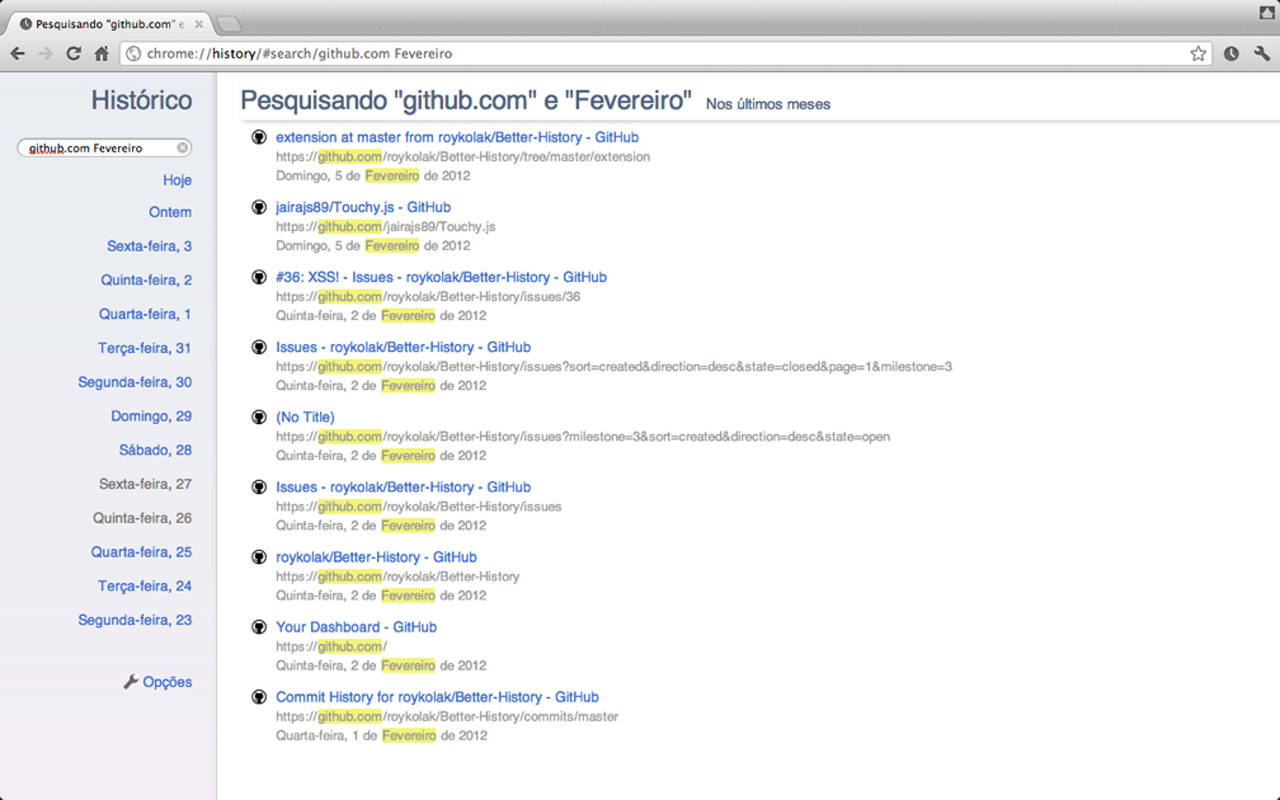 Pesquisando "github.com" e
chrome://history/#search/github.com Fevereiro
Histórico
github.com Fevereiro
Hoje
Ontem
Sexta-feira, 3
Quinta-feira, 2
Quarta-feira, 1
Terça-feira, 31
Segunda-feira, 30
Domingo, 29
Sábado, 28
Sexta-feira, 27
Quinta-feira, 26
Quarta-feira, 25
Terça-feira, 24
Segunda-feira, 23
Opções
Pesquisando "github.com" e "Fevereiro" Nos últimos meses
extension at master from roykolak/Better-History - GitHub
https://github.com/roykolak/Better-History/tree/master/extension
Domingo, 5 de Fevereiro de 2012
jairajs89/Touchy.js - GitHub
https://github.com/jairajs89/Touchy.js
Domingo, 5 de Fevereiro de 2012
#36: XSS! - Issues - roykolak/Better-History - GitHub
https://github.com/roykolak/Better-History/issues/36
Quinta-feira, 2 de Fevereiro de 2012
Issues - roykolak/Better-History - GitHub
https://github.com/roykolak/Better-History/issues?sort=created&direction=desc&state=closed&page=1&milestone=3
Quinta-feira, 2 de Fevereiro de 2012
(No Title)
https://github.com/roykolak/Better-History/issues?milestone=3&sort=created&direction=desc&state=open
Quinta-feira, 2 de Fevereiro de 2012
Issues - roykolak/Better-History - GitHub
https://github.com/roykolak/Better-History/issues
Quinta-feira, 2 de Fevereiro de 2012
roykolak/Better-History - GitHub
https://github.com/roykolak/Better-History
Quinta-feira, 2 de Fevereiro de 2012
Your Dashboard - GitHub
https://github.com/
Quinta-feira, 2 de Fevereiro de 2012
Commit History for roykolak/Better-History - GitHub
https://github.com/roykolak/Better-History/commits/master
Quarta-feira, 1 de Fevereiro de 2012